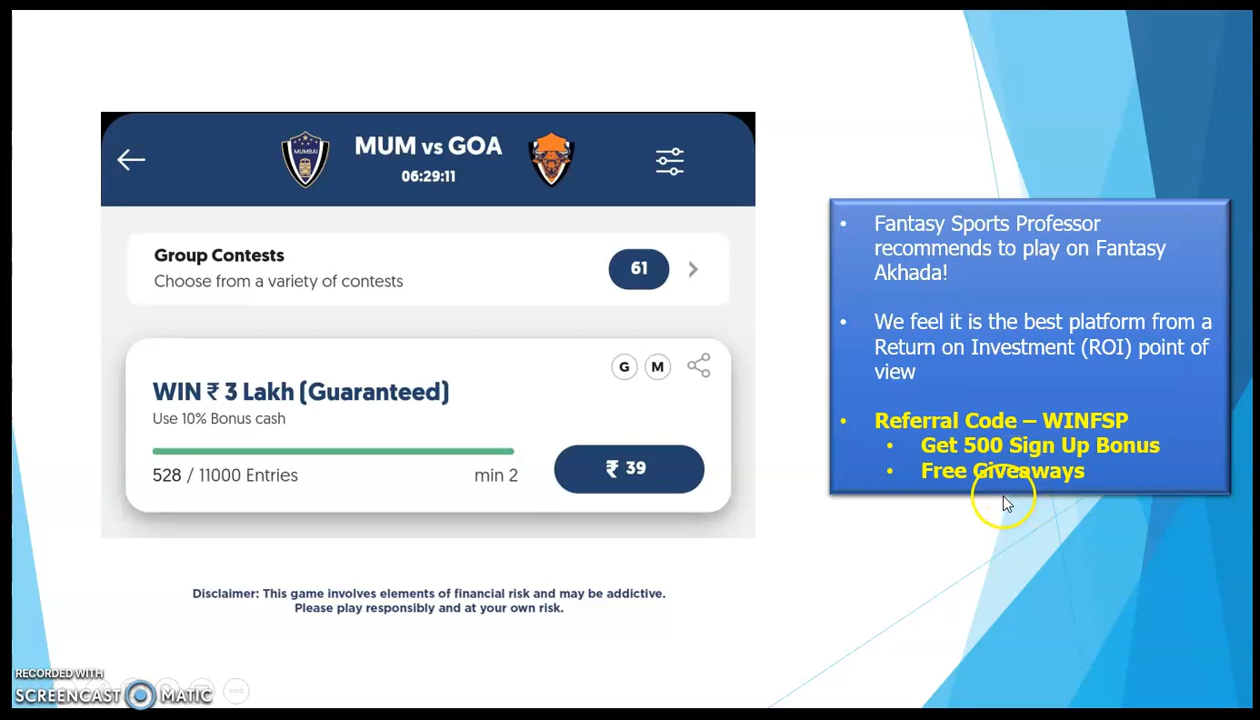 MUMBAI
MUM vs GOA
06:29:11
Group Contests
Choose from a variety of contests
61
G M
WIN ₹ 3 Lakh (Guaranteed)
Use 10% Bonus cash
528 / 11000 Entries
min 2
₹ 39
Disclaimer: This game involves elements of financial risk and may be addictive.
Please play responsibly and at your own risk.
• Fantasy Sports Professor
recommends to play on Fantasy
Akhada!
• We feel it is the best platform from a
Return on Investment (ROI) point of
view
• Referral Code – WINFSP
• Get 500 Sign Up Bonus
• Free Giveaways
RECORDED WITH
SCREENCAST MATIC